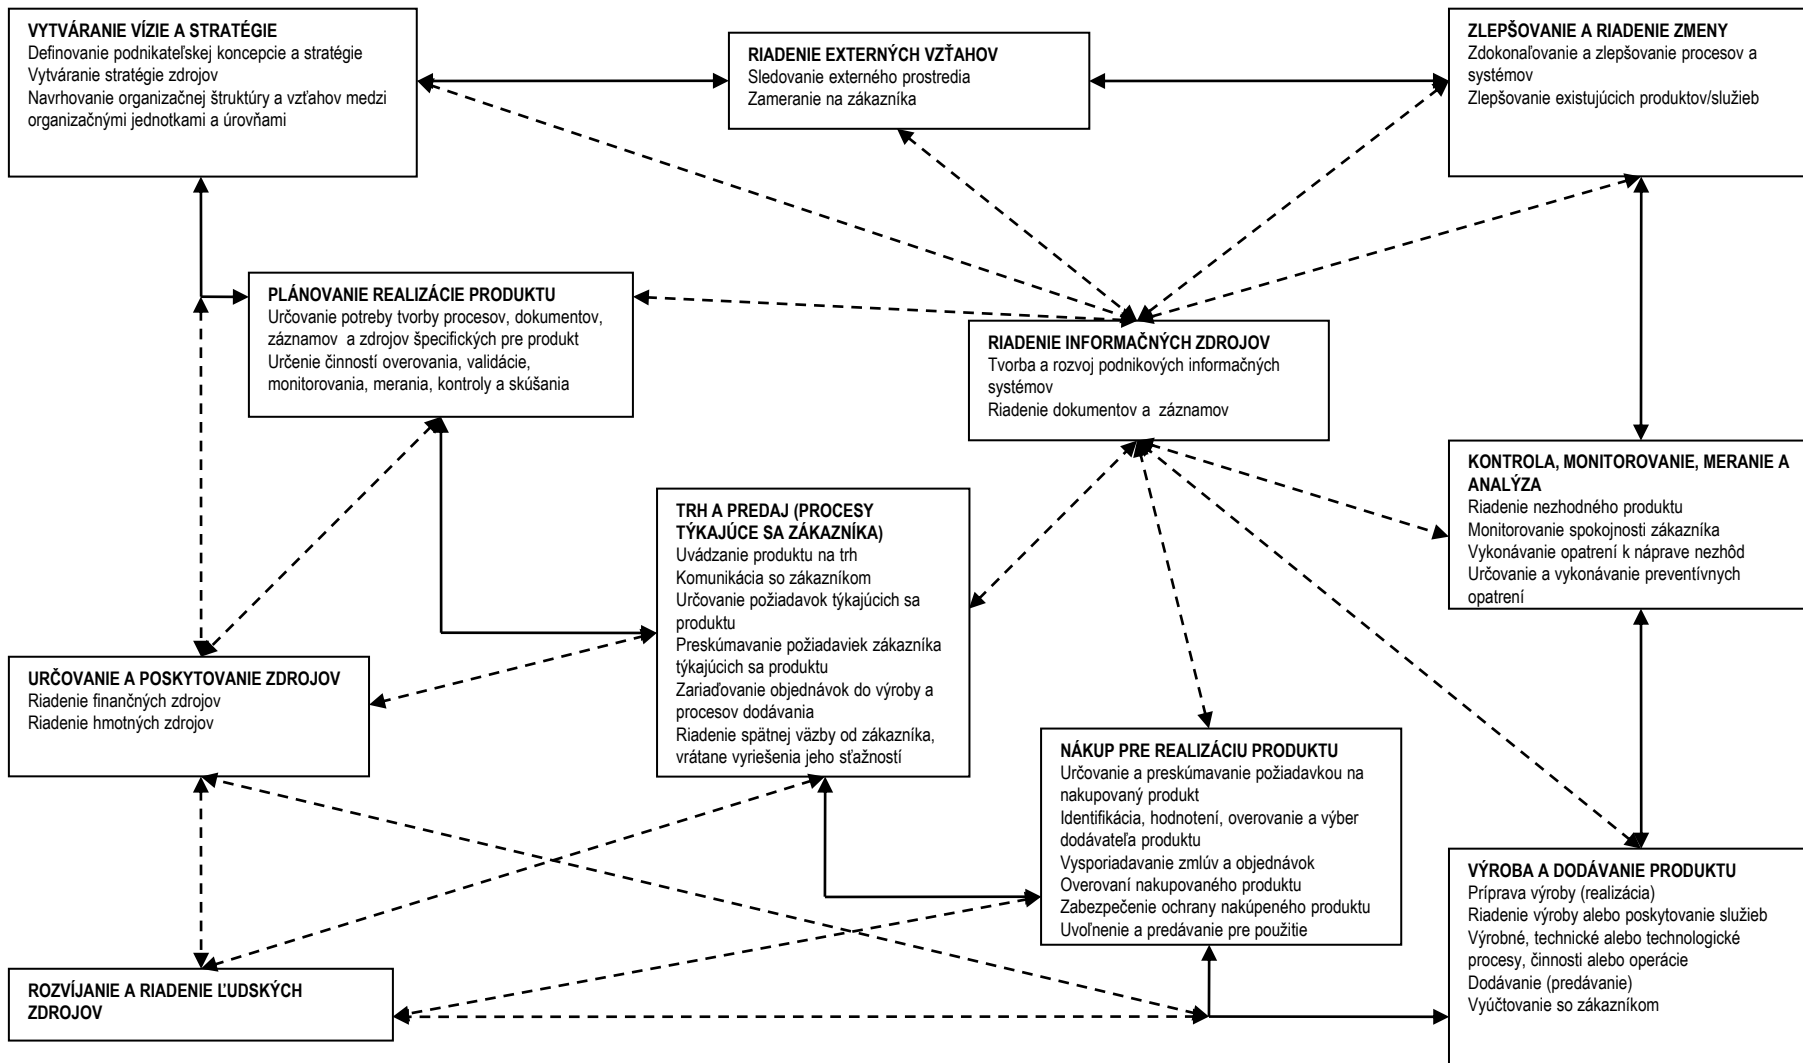 VYTVÁRANIE VÍZIE A STRATÉGIE
Definovanie podnikateľskej koncepcie a stratégie
Vytváranie stratégie zdrojov
Navrhovanie organizačnej štruktúry a vzťahov medzi
organizačnými jednotkami a úrovňami
RIADENIE EXTERNÝCH VZŤAHOV
Sledovanie externého prostredia
Zameranie na zákazníka
ZLEPŠOVANIE A RIADENIE ZMENY
Zdokonaľovanie a zlepšovanie procesov a
systémov
Zlepšovanie existujúcich produktov/služieb
PLÁNOVANIE REALIZÁCIE PRODUKTU
Určovanie potreby tvorby procesov, dokumentov,
záznamov a zdrojov špecifických pre produkt
Určenie činností overovania, validácie,
monitorovania, merania, kontroly a skúšania
RIADENIE INFORMAČNÝCH ZDROJOV
Tvorba a rozvoj podnikových informačných
systémov
Riadenie dokumentov a záznamov
KONTROLA, MONITOROVANIE, MERANIE A
ANALÝZA
Riadenie nezhodného produktu
Monitorovanie spokojnosti zákazníka
Vykonávanie opatrení k náprave nezhôd
Určovanie a vykonávanie preventívnych
opatrení
TRH A PREDAJ (PROCESY
TÝKAJÚCE SA ZÁKAZNÍKA)
Uvádzanie produktu na trh
Komunikácia so zákazníkom
Určovanie požiadavok týkajúcich sa
produktu
Preskúmavanie požiadaviek zákazníka
týkajúcich sa produktu
Zariaďovanie objednávok do výroby a
procesov dodávania
Riadenie spätnej väzby od zákazníka,
vrátane vyriešenia jeho sťažností
URČOVANIE A POSKYTOVANIE ZDROJOV
Riadenie finančných zdrojov
Riadenie hmotných zdrojov
NÁKUP PRE REALIZÁCIU PRODUKTU
Určovanie a preskúmavanie požiadavkou na
nakupovaný produkt
Identifikácia, hodnotení, overovanie a výber
dodávateľa produktu
Vysporiadavanie zmlúv a objednávok
Overovaní nakupovaného produktu
Zabezpečenie ochrany nakúpeného produktu
Uvoľnenie a predávanie pre použitie
VÝROBA A DODÁVANIE PRODUKTU
Príprava výroby (realizácia)
Riadenie výroby alebo poskytovanie služieb
Výrobné, technické alebo technologické
procesy, činnosti alebo operácie
Dodávanie (predávanie)
Vyúčtovanie so zákazníkom
ROZVÍJANIE A RIADENIE ĽUDSKÝCH
ZDROJOV